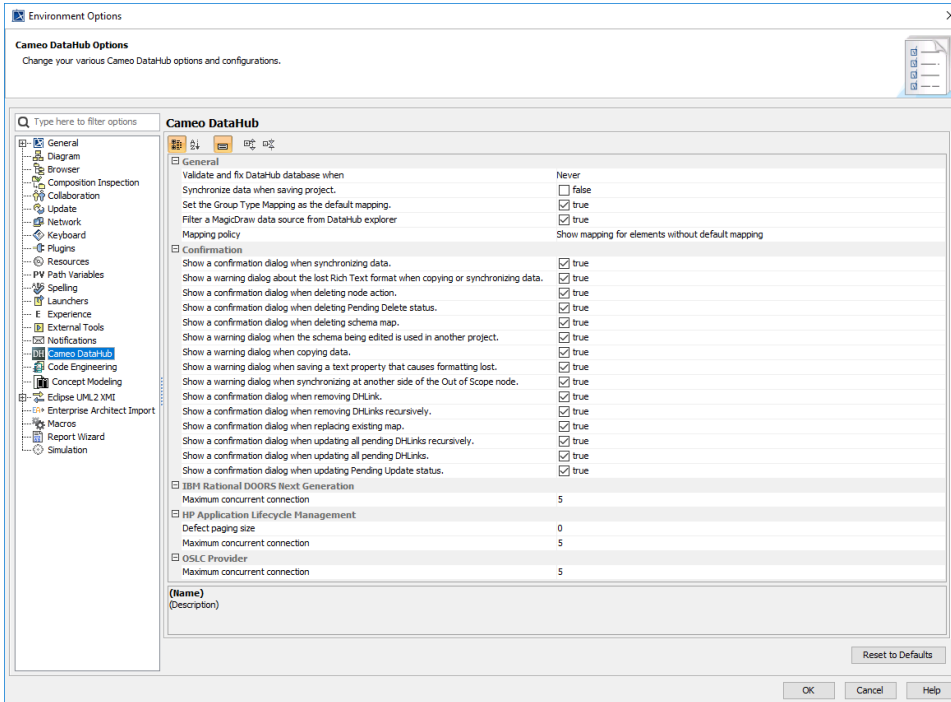 Environment Options
Cameo DataHub Options
Change your various Cameo DataHub options and configurations.
Type here to filter options
General
Diagram
Browser
Composition Inspection
Collaboration
Update
Network
Keyboard
Plugins
Resources
PV Path Variables
Spelling
Launchers
E Experience
External Tools
Notifications
DH Cameo DataHub
Code Engineering
Concept Modeling
Eclipse UML2 XMI
EA Enterprise Architect Import
Macros
Report Wizard
Simulation
Cameo DataHub
General
Validate and fix DataHub database when Never
Synchronize data when saving project. false
Set the Group Type Mapping as the default mapping. true
Filter a MagicDraw data source from DataHub explorer true
Mapping policy Show mapping for elements without default mapping
Confirmation
Show a confirmation dialog when synchronizing data. true
Show a warning dialog about the lost Rich Text format when copying or synchronizing data. true
Show a confirmation dialog when deleting node action. true
Show a confirmation dialog when deleting Pending Delete status. true
Show a confirmation dialog when deleting schema map. true
Show a warning dialog when the schema being edited is used in another project. true
Show a warning dialog when copying data. true
Show a warning dialog when saving a text property that causes formatting lost. true
Show a warning dialog when synchronizing at another side of the Out of Scope node. true
Show a confirmation dialog when removing DHLink. true
Show a confirmation dialog when removing DHLinks recursively. true
Show a confirmation dialog when replacing existing map. true
Show a confirmation dialog when updating all pending DHLinks recursively. true
Show a confirmation dialog when updating all pending DHLinks. true
Show a confirmation dialog when updating Pending Update status. true
IBM Rational DOORS Next Generation
Maximum concurrent connection 5
HP Application Lifecycle Management
Defect paging size 0
Maximum concurrent connection 5
OSLC Provider
Maximum concurrent connection 5
(Name)
(Description)
Reset to Defaults
OK Cancel Help